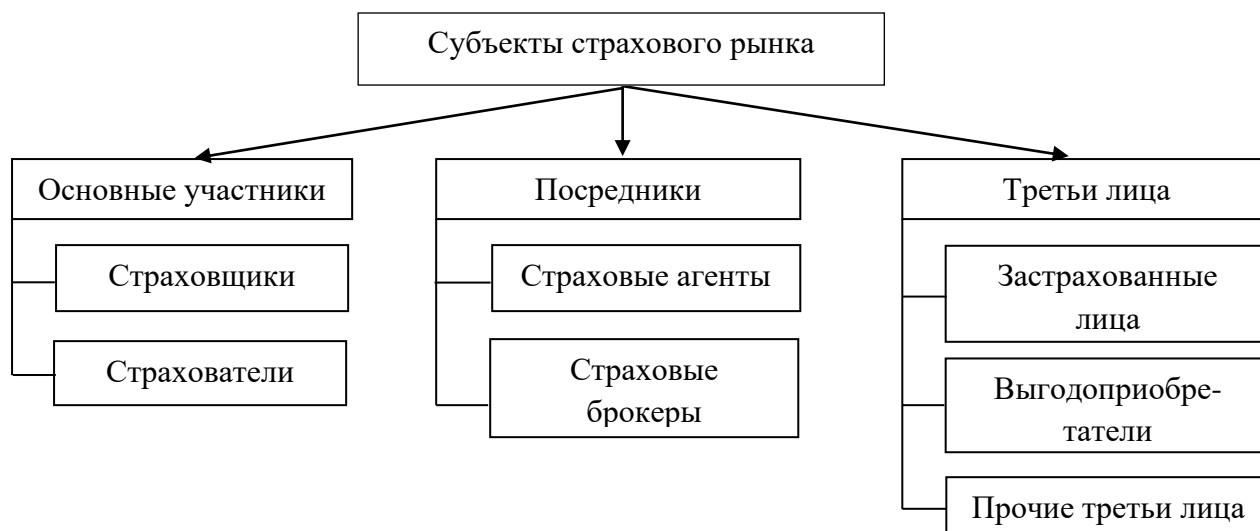 Субъекты страхового рынка
Основные участники
Страховщики
Страхователи
Посредники
Страховые агенты
Страховые
брокеры
Третьи лица
Застрахованные
лица
Выгодоприобре-
татели
Прочие третьи лица